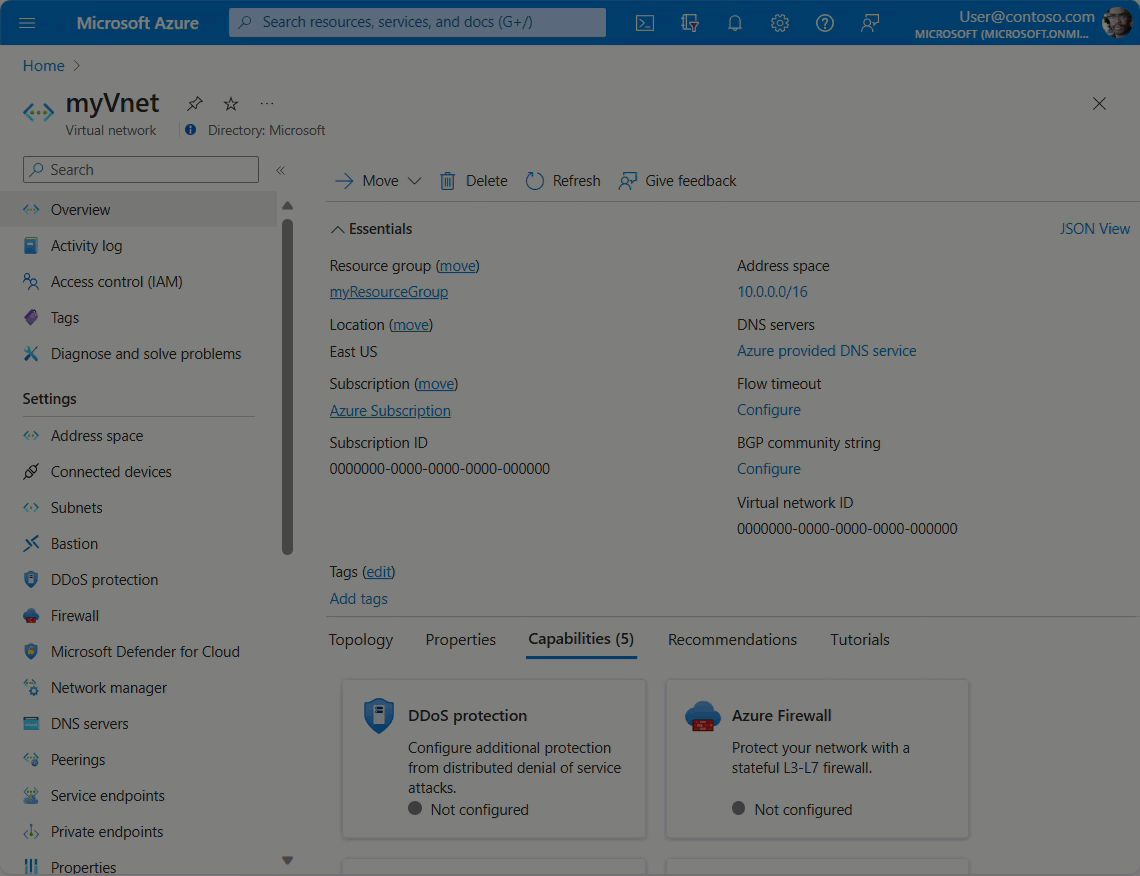 Microsoft Azure
Search resources, services, and docs (G+/)
User@contoso.com
MICROSOFT (MICROSOFT.ONMI...
Home
myVnet
Virtual network
Directory: Microsoft
Search
Overview
Activity log
Access control (IAM)
Tags
Diagnose and solve problems
Settings
Address space
Connected devices
Subnets
Bastion
DDoS protection
Firewall
Microsoft Defender for Cloud
Network manager
DNS servers
Peerings
Service endpoints
Private endpoints
Properties
Move
Delete
Refresh
Give feedback
Essentials
JSON View
Resource group (move)
myResourceGroup
Location (move)
East US
Subscription (move)
Azure Subscription
Subscription ID
0000000-0000-0000-0000-000000
Address space
10.0.0.0/16
DNS servers
Azure provided DNS service
Flow timeout
Configure
BGP community string
Configure
Virtual network ID
0000000-0000-0000-0000-000000
Tags (edit)
Add tags
Topology
Properties
Capabilities (5)
Recommendations
Tutorials
DDoS protection
Configure additional protection
from distributed denial of service
attacks.
Not configured
Azure Firewall
Protect your network with a
stateful L3-L7 firewall.
Not configured